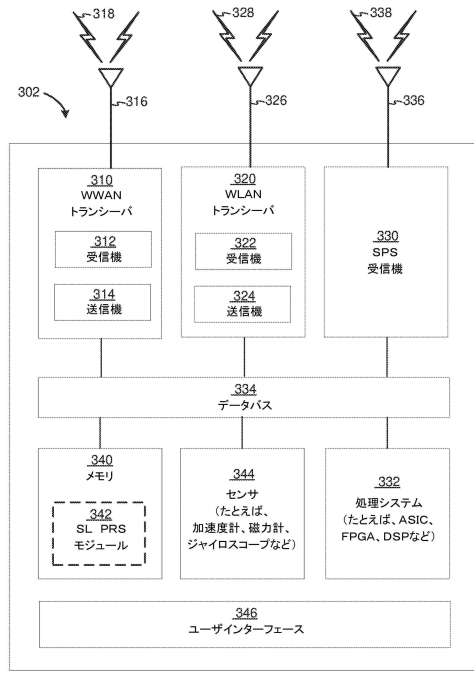 318
328
338
302
316
326
336
310
WWAN
トランシーバ
312
受信機
314
送信機
320
WLAN
トランシーバ
322
受信機
324
送信機
330
SPS
受信機
334
データバス
340
メモリ
342
SL PRS
モジュール
344
センサ
(たとえば、
加速度計、磁力計、
ジャイロスコープなど)
332
処理システム
(たとえば、ASIC、
FPGA、DSPなど)
346
ユーザインターフェース